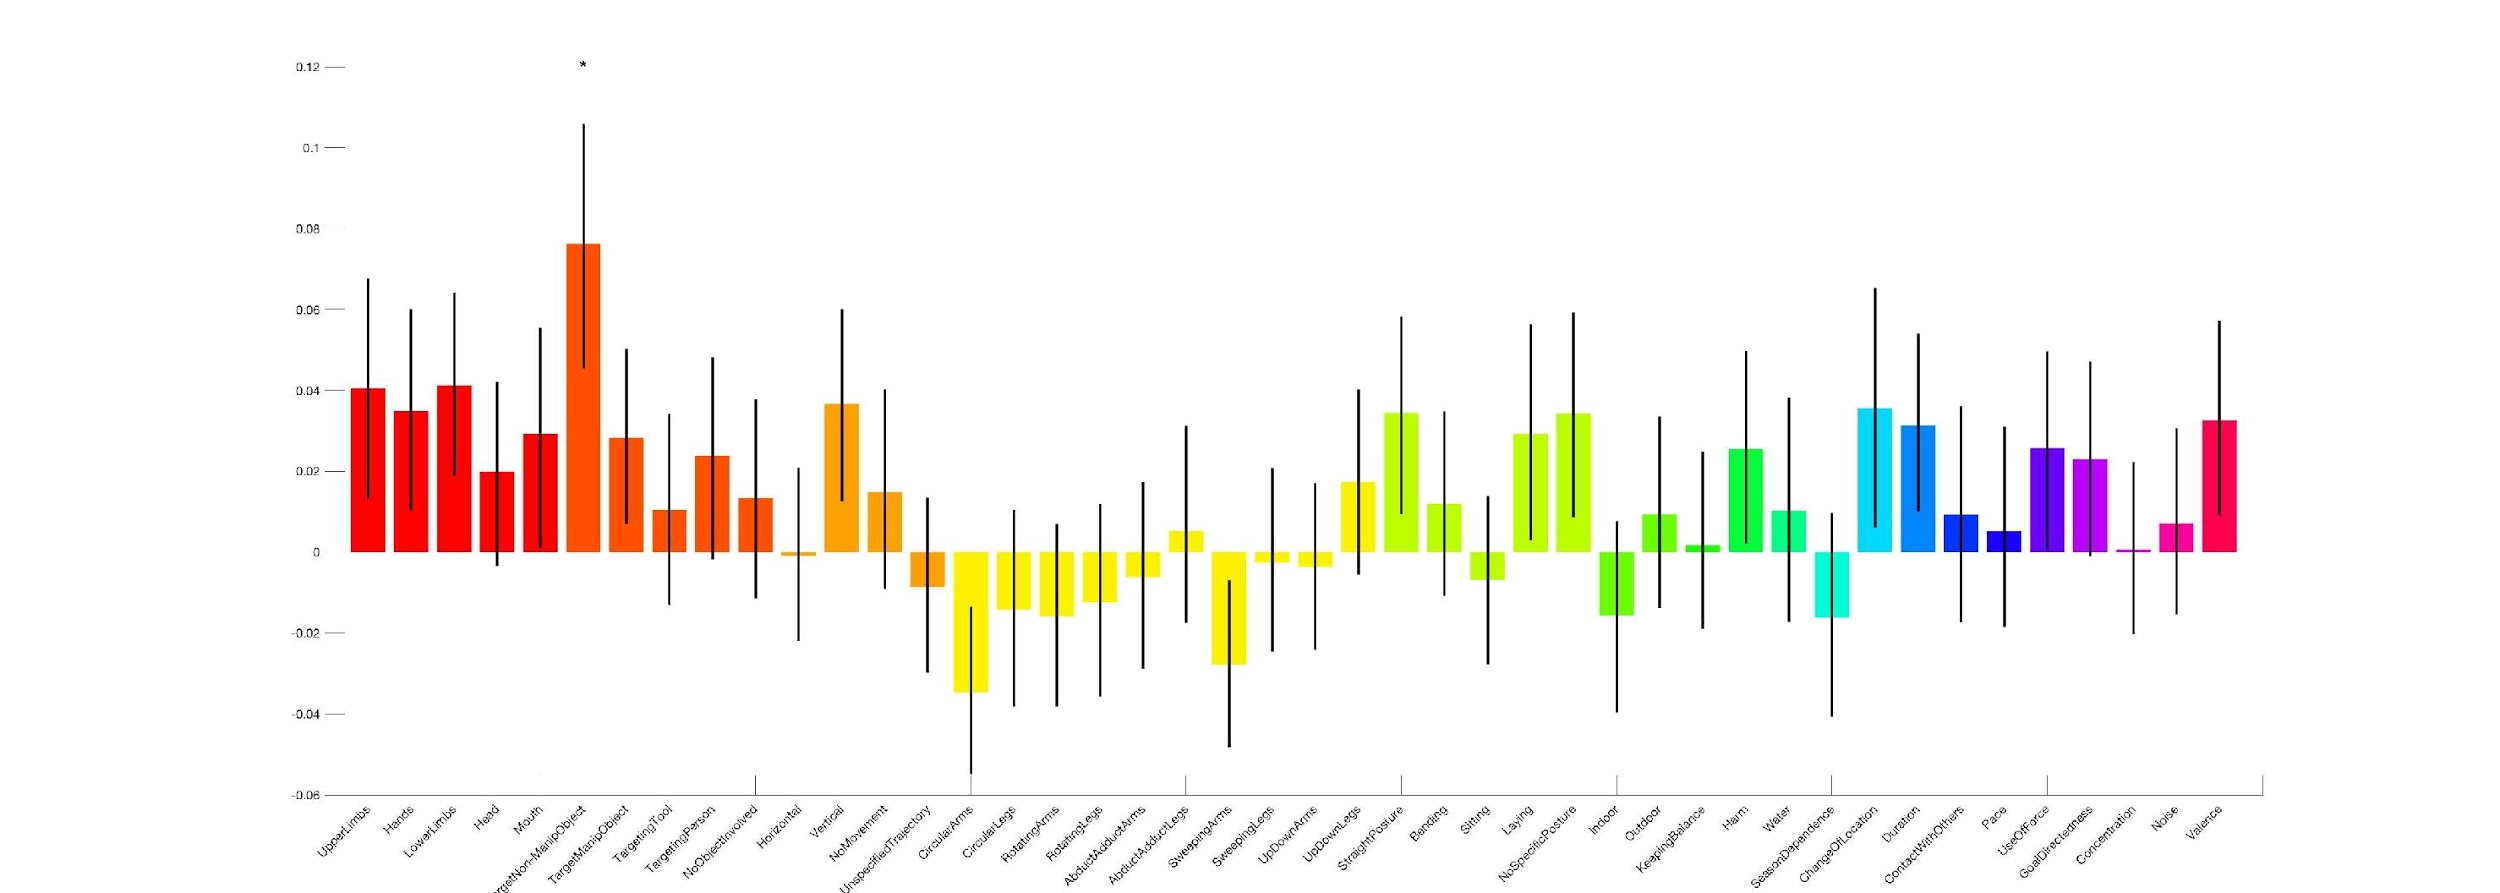 0.12
*
0.1
0.08
0.06
0.04
0.02
0
-0.02
-0.04
-0.06
UpperLimbs
Hands
LowerLimbs
Head
Mouth
rgetNon-ManipObject
TargetManipObject
TargetingTool
TargetingPerson
NoObjectInvolved
Horizontal
Vertical
NoMovement
UnspecifiedTrajectory
CircularArms
CircularLegs
RotatingArms
RotatingLegs
AbductAdductArms
AbductAdductLegs
SweepingArms
SweepingLegs
UpDownArms
UpDownLegs
StraightPosture
Bending
Sitting
Laying
NoSpecificPosture
Indoor
Outdoor
KeepingBalance
Harm
Water
SeasonDependence
ChangeOfLocation
Duration
ContactWithOthers
Pace
UseOfForce
GoalDirectedness
Concentration
Noise
Valence